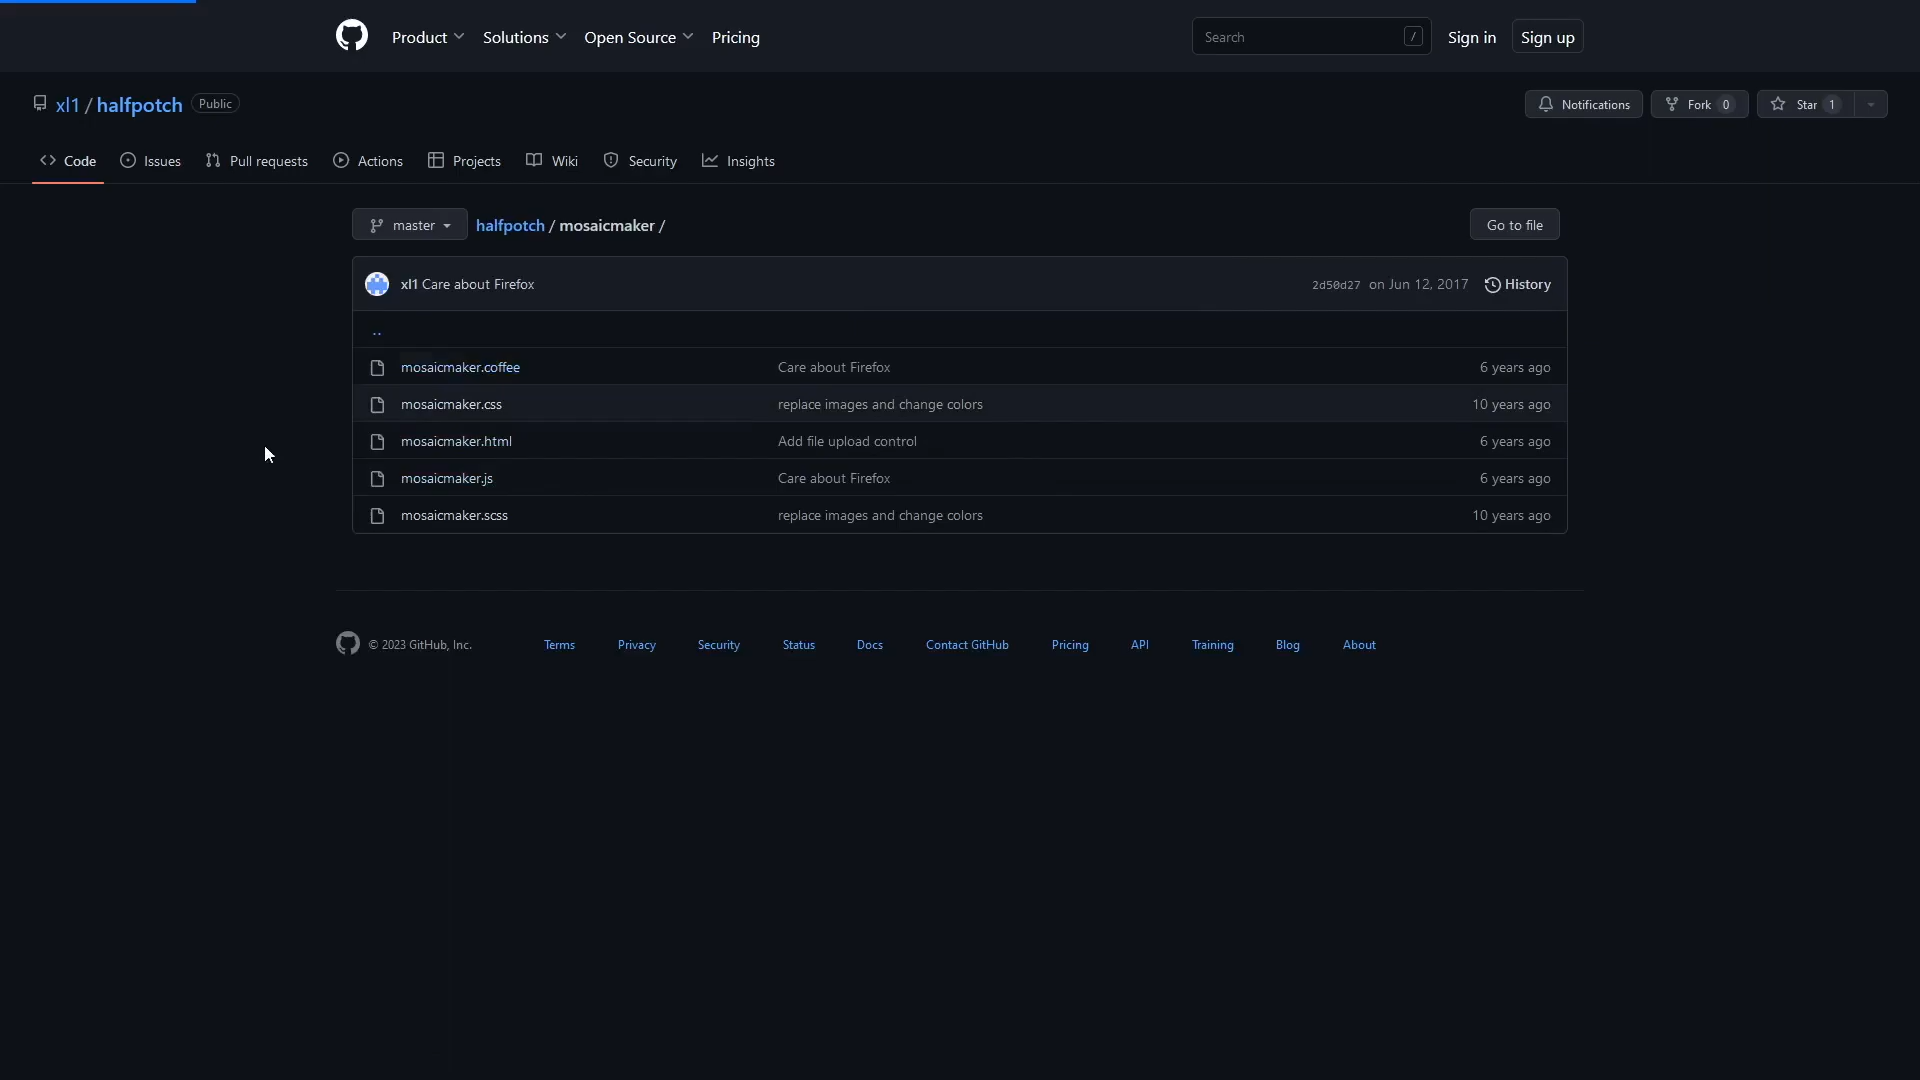 Product Solutions Open Source Pricing Search / Sign in Sign up
xl1 / halfpotch Public Notifications Fork 0 Star 1
Code Issues Pull requests Actions Projects Wiki Security Insights
master halfpotch / mosaicmaker / Go to file
xl1 Care about Firefox 2d50d27 on Jun 12, 2017 History
..
mosaicmaker.coffee Care about Firefox 6 years ago
mosaicmaker.css replace images and change colors 10 years ago
mosaicmaker.html Add file upload control 6 years ago
mosaicmaker.js Care about Firefox 6 years ago
mosaicmaker.scss replace images and change colors 10 years ago
© 2023 GitHub, Inc. Terms Privacy Security Status Docs Contact GitHub Pricing API Training Blog About